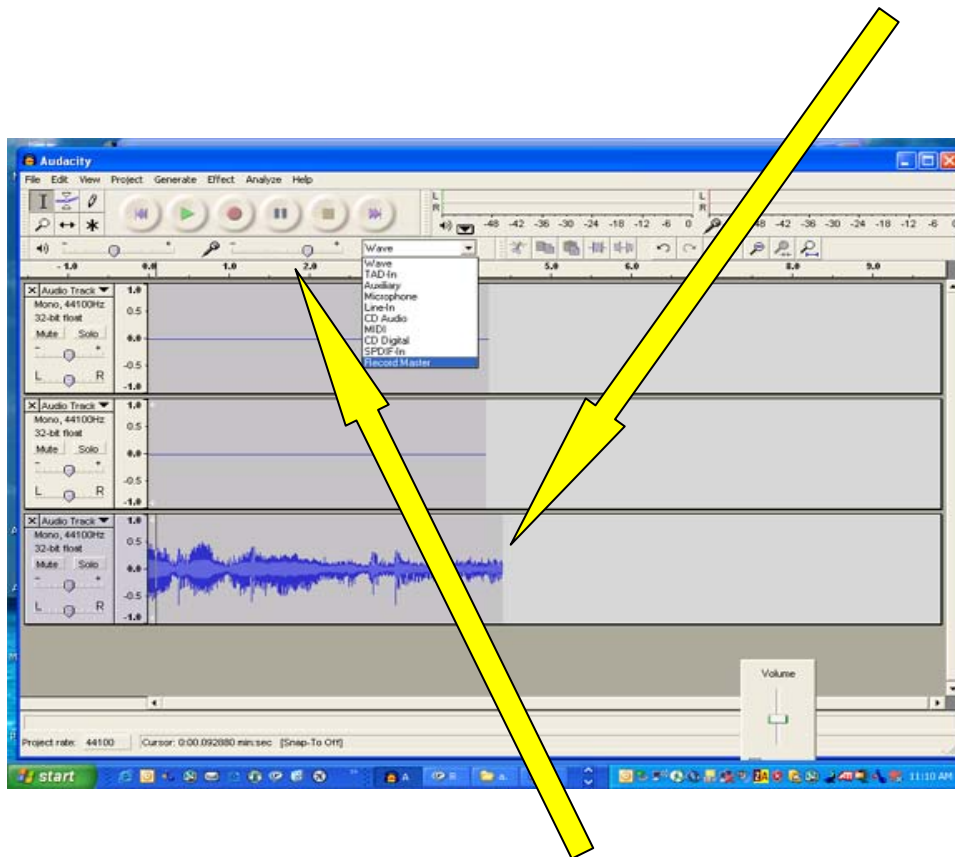 Audacity
File Edit View Project Generate Effect Analyze Help
L
R
-48 -42 -36 -30 -24 -18 -12 -6 0
L
R
-48 -42 -36 -30 -24 -18 -12 -6 0
- + - + Wave
- 1.0 0.0 1.0 2.0 5.0 6.0 8.0 9.0
Wave
TAD-In
Auxiliary
Microphone
Line-In
CD Audio
MIDI
CD Digital
SPDIF-In
Record Master
X Audio Track 1.0
Mono, 44100Hz
32-bit float 0.5
Mute Solo 0.0
- +
-0.5
L R
-1.0
X Audio Track 1.0
Mono, 44100Hz
32-bit float 0.5
Mute Solo 0.0
- +
-0.5
L R
-1.0
X Audio Track 1.0
Mono, 44100Hz
32-bit float 0.5
Mute Solo 0.0
- +
-0.5
L R
-1.0
Volume
Project rate: 44100 Cursor: 0:00.092880 min:sec [Snap-To Off]
start A a. ZA 11:10 AM